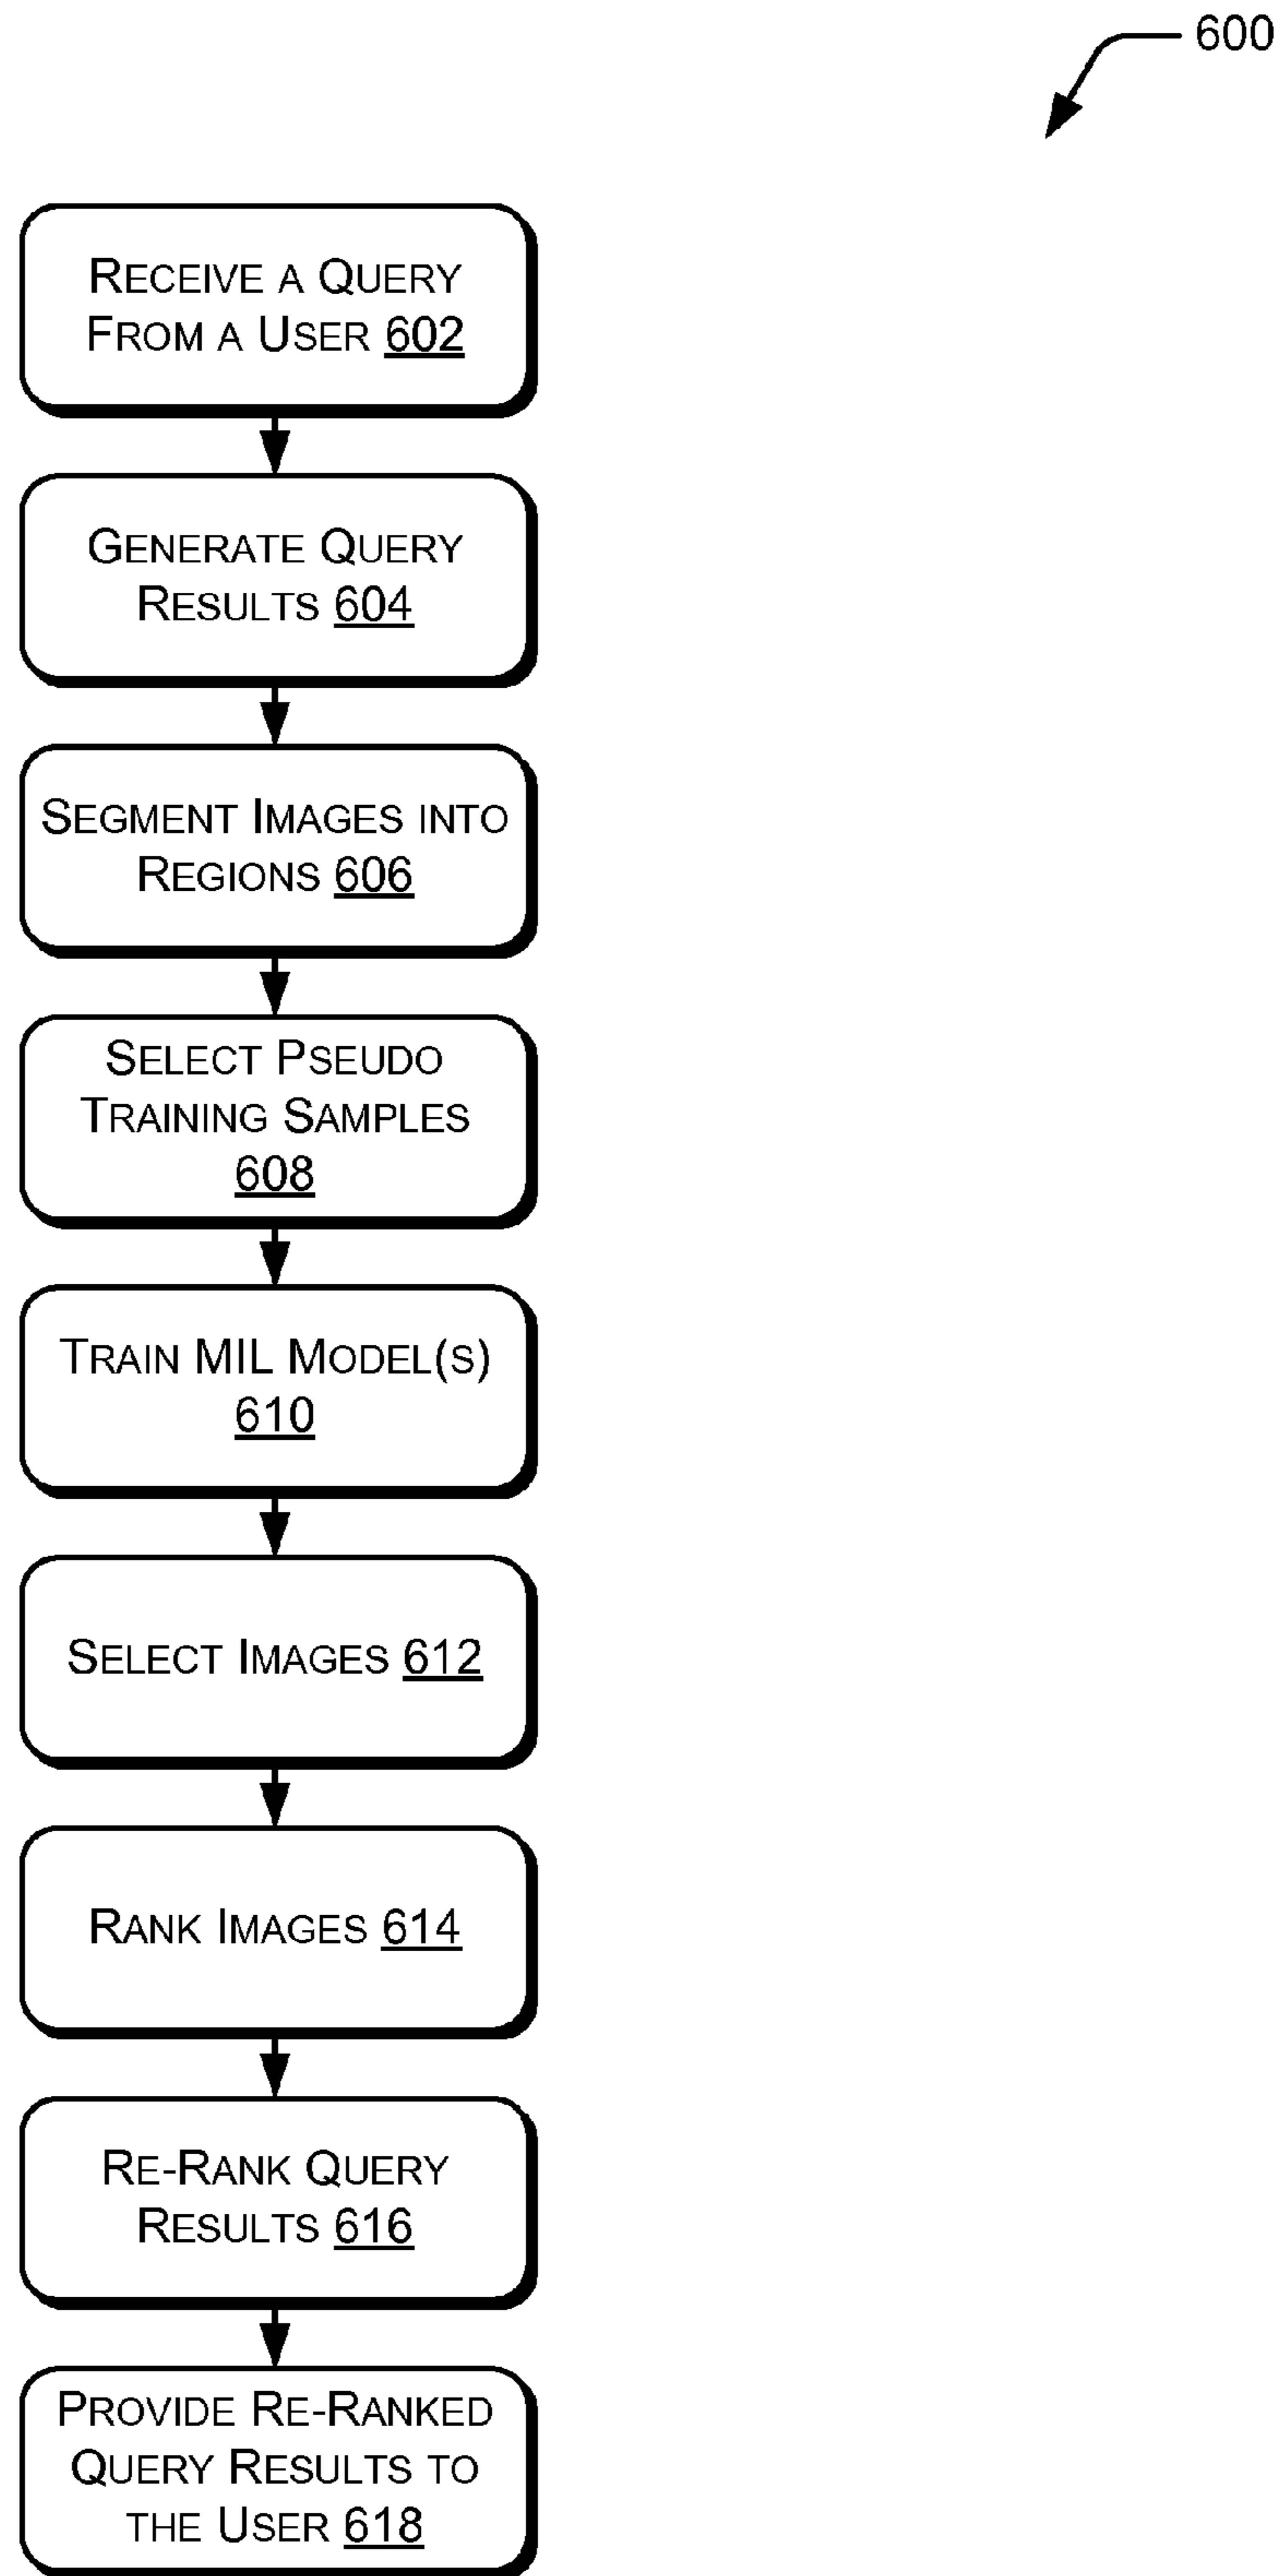 600
RECEIVE A QUERY
FROM A USER 602
GENERATE QUERY
RESULTS 604
SEGMENT IMAGES INTO
REGIONS 606
SELECT PSEUDO
TRAINING SAMPLES
608
TRAIN MIL MODEL(S)
610
SELECT IMAGES 612
RANK IMAGES 614
RE-RANK QUERY
RESULTS 616
PROVIDE RE-RANKED
QUERY RESULTS TO
THE USER 618